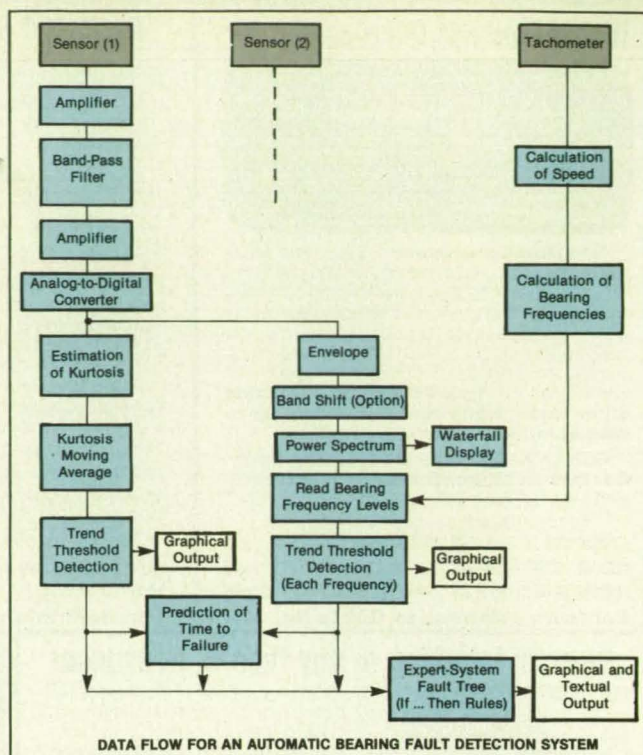 Sensor (1)
Sensor (2)
Tachometer
Amplifier
Band-Pass
Filter
Amplifier
Analog-to-Digital
Converter
Estimation
of Kurtosis
Kurtosis
Moving
Average
Trend
Threshold
Detection
Graphical
Output
Envelope
Band Shift (Option)
Power Spectrum
Waterfall
Display
Read Bearing
Frequency Levels
Trend Threshold
Detection
(Each Frequency)
Graphical
Output
Calculation
of Speed
Calculation of
Bearing
Frequencies
Prediction of
Time to
Failure
Expert-System
Fault Tree
(If ... Then Rules)
Graphical and
Textual
Output
DATA FLOW FOR AN AUTOMATIC BEARING FAULT DETECTION SYSTEM